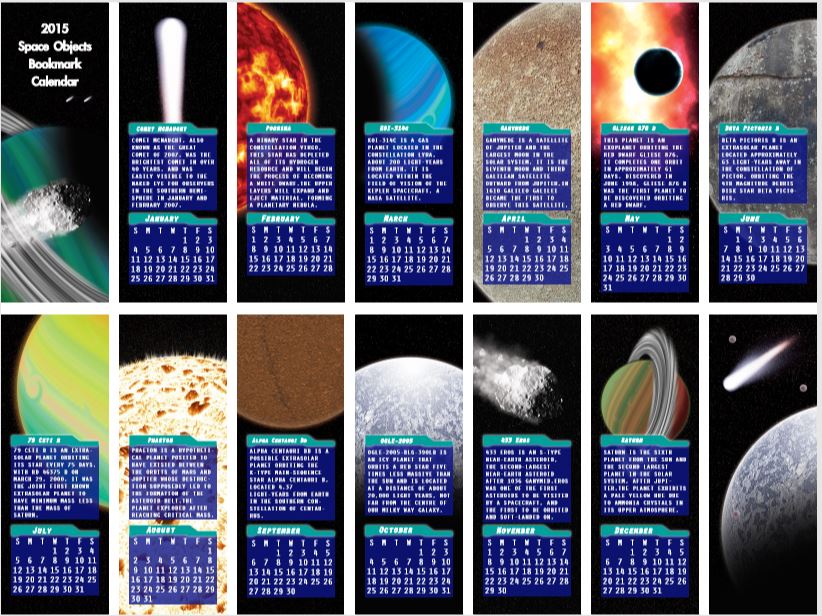 2015
Space Objects
Bookmark
Calendar
COMET MCNAUGHT
COMET MCNAUGHT, ALSO
KNOWN AS THE GREAT
COMET OF 2007, WAS THE
BRIGHTEST COMET IN OVER
40 YEARS, AND WAS
EASILY VISIBLE TO THE
NAKED EYE FOR OBSERVERS
IN THE SOUTHERN HEMI-
SPHERE IN JANUARY AND
FEBRUARY 2007.
JANUARY
S M T W T F S
1 2 3
4 5 6 7 8 9 10
11 12 13 14 15 16 17
18 19 20 21 22 23 24
25 26 27 28 29 30 31
PORRIMA
A BINARY STAR IN THE
CONSTELLATION VIRGO,
THIS STAR HAS DEPLETED
ALL OF ITS HYDROGEN
RESOURCE AND WILL BEGIN
THE PROCESS OF BECOMING
A WHITE DWARF. THE UPPER
LAYERS WILL EXPAND AND
EJECT MATERIAL, FORMING
A PLANETARY NEBULA.
FEBRUARY
S M T W T F S
1 2 3 4 5 6 7
8 9 10 11 12 13 14
15 16 17 18 19 20 21
22 23 24 25 26 27 28
KOI-314C
KOI 314C IS A GAS
PLANET LOCATED IN THE
CONSTELLATION LYRA,
ABOVE 200 LIGHT YEARS
FROM EARTH. IT IS
LOCATED WITHIN THE
FIELD OF VISION OF THE
KEPLER SPACECRAFT, A
NASA SATELLITE.
MARCH
S M T W T F S
1 2 3 4 5 6 7
8 9 10 11 12 13 14
15 16 17 18 19 20 21
22 23 24 25 26 27 28
29 30 31
GANYMEDE
GANYMEDE IS A SATELLITE
OF JUPITER AND THE
LARGEST MOON IN THE
SOLAR SYSTEM. IT IS THE
SEVENTH MOON AND THIRD
GALILEAN SATELLITE
OUTWARD FROM JUPITER. IN
1610 GALILEO GALILEI
BECAME THE FIRST TO
OBSERVE THIS SATELLITE.
APRIL
S M T W T F S
1 2 3 4
5 6 7 8 9 10 11
12 13 14 15 16 17 18
19 20 21 22 23 24 25
26 27 28 29 30
GLIESE 876 B
THIS PLANET IS AN
EXOPLANET ORBITING THE
RED DWARF GLIESE 876.
IT COMPLETES ONE ORBIT
IN APPROXIMATELY 61
DAYS. DISCOVERED IN
JUNE 1998, GLIESE 876 B
WAS THE FIRST PLANET TO
BE DISCOVERED ORBITING
A RED DWARF.
MAY
S M T W T F S
1 2
3 4 5 6 7 8 9
10 11 12 13 14 15 16
17 18 19 20 21 22 23
24 25 26 27 28 29 30
31
BETA PICTORIS B
BETA PICTORIS B IS AN
EXTRASOLAR PLANET
LOCATED APPROXIMATELY
63 LIGHT-YEARS AWAY IN
THE CONSTELLATION OF
PICTOR, ORBITING THE
4TH MAGNITUDE DEBRIS
DISK STAR BETA PICTO-
RIS.
JUNE
S M T W T F S
1 2 3 4 5 6
7 8 9 10 11 12 13
14 15 16 17 18 19 20
21 22 23 24 25 26 27
28 29 30
79 CETI B
79 CETI B IS AN EXTRA-
SOLAR PLANET ORBITING
ITS STAR EVERY 75 DAYS.
WITH HD 46375 B ON
MARCH 29, 2000, IT WAS
THE JOINT FIRST KNOWN
EXTRASOLAR PLANET TO
HAVE MINIMUM MASS LESS
THAN THE MASS OF
SATURN.
JULY
S M T W T F S
1 2 3 4
5 6 7 8 9 10 11
12 13 14 15 16 17 18
19 20 21 22 23 24 25
26 27 28 29 30 31
PHAETON
PHAETON IS A HYPOTHETI-
CAL PLANET POSITED TO
HAVE EXISTED BETWEEN
THE ORBITS OF MARS AND
JUPITER WHOSE DESTRUC-
TION SUPPOSEDLY LED TO
THE FORMATION OF THE
ASTEROID BELT. THE
PLANET EXPLODED AFTER
REACHING CRITICAL MASS.
AUGUST
S M T W T F S
1
2 3 4 5 6 7 8
9 10 11 12 13 14 15
16 17 18 19 20 21 22
23 24 25 26 27 28 29
30 31
ALPHA CENTAURI BB
ALPHA CENTAURI BB IS A
POSSIBLE EXTRASOLAR
PLANET ORBITING THE
K-TYPE MAIN-SEQUENCE
STAR ALPHA CENTAURI B,
LOCATED 4.37
LIGHT-YEARS FROM EARTH
IN THE SOUTHERN CON-
STELLATION OF CENTAU-
RUS.
SEPTEMBER
S M T W T F S
1 2 3 4 5
6 7 8 9 10 11 12
13 14 15 16 17 18 19
20 21 22 23 24 25 26
27 28 29 30
OGLE-2005
OGLE-2005-BLG-390LB IS
AN ICY PLANET THAT
ORBITS A RED STAR FIVE
TIMES LESS MASSIVE THAN
THE SUN AND IS LOCATED
AT A DISTANCE OF ABOUT
20,000 LIGHT YEARS, NOT
FAR FROM THE CENTER OF
OUR MILKY WAY GALAXY.
OCTOBER
S M T W T F S
1 2 3
4 5 6 7 8 9 10
11 12 13 14 15 16 17
18 19 20 21 22 23 24
25 26 27 28 29 30 31
433 EROS
433 EROS IS AN S-TYPE
NEAR-EARTH ASTEROID,
THE SECOND-LARGEST
NEAR-EARTH ASTEROID
AFTER 1036 GANYMED. EROS
WAS ONE OF THE FIRST
ASTEROIDS TO BE VISITED
BY A SPACECRAFT, AND
THE FIRST TO BE ORBITED
AND SOFT-LANDED ON.
NOVEMBER
S M T W T F S
1 2 3 4 5 6 7
8 9 10 11 12 13 14
15 16 17 18 19 20 21
22 23 24 25 26 27 28
29 30
SATURN
SATURN IS THE SIXTH
PLANET FROM THE SUN AND
THE SECOND LARGEST
PLANET IN THE SOLAR
SYSTEM, AFTER JUPI-
TER. THE PLANET EXHIBITS
A PALE YELLOW HUE DUE
TO AMMONIA CRYSTALS IN
ITS UPPER ATMOSPHERE.
DECEMBER
S M T W T F S
1 2 3 4 5
6 7 8 9 10 11 12
13 14 15 16 17 18 19
20 21 22 23 24 25 26
27 28 29 30 31